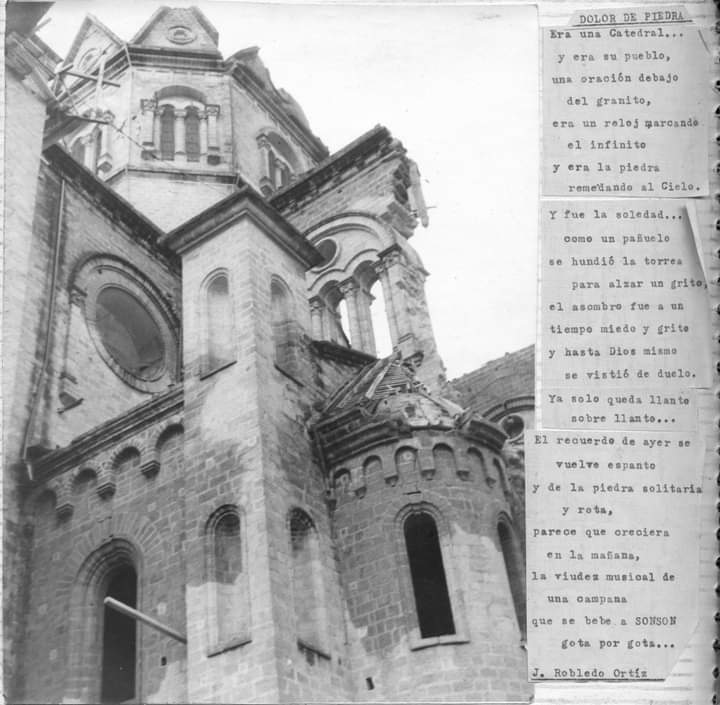 DOLOR DE PIEDRA
Era una Catedral...
y era su pueblo,
una oración debajo
del granito,
era un reloj marcando
el infinito
y era la piedra
remedando al Cielo.
Y fue la soledad...
como un pañuelo
se hundió la torrea
para alzar un grito,
el asombro fue a un
tiempo miedo y grito
y hasta Dios mismo
se vistió de duelo.
Ya solo queda llanto
sobre llanto...
El recuerdo de ayer se
vuelve espanto
y de la piedra solitaria
y rota,
parece que creciera
en la mañana,
la viudez musical de
una campana
que se bebe a SONSON
gota por gota...
J. Robledo Ortíz